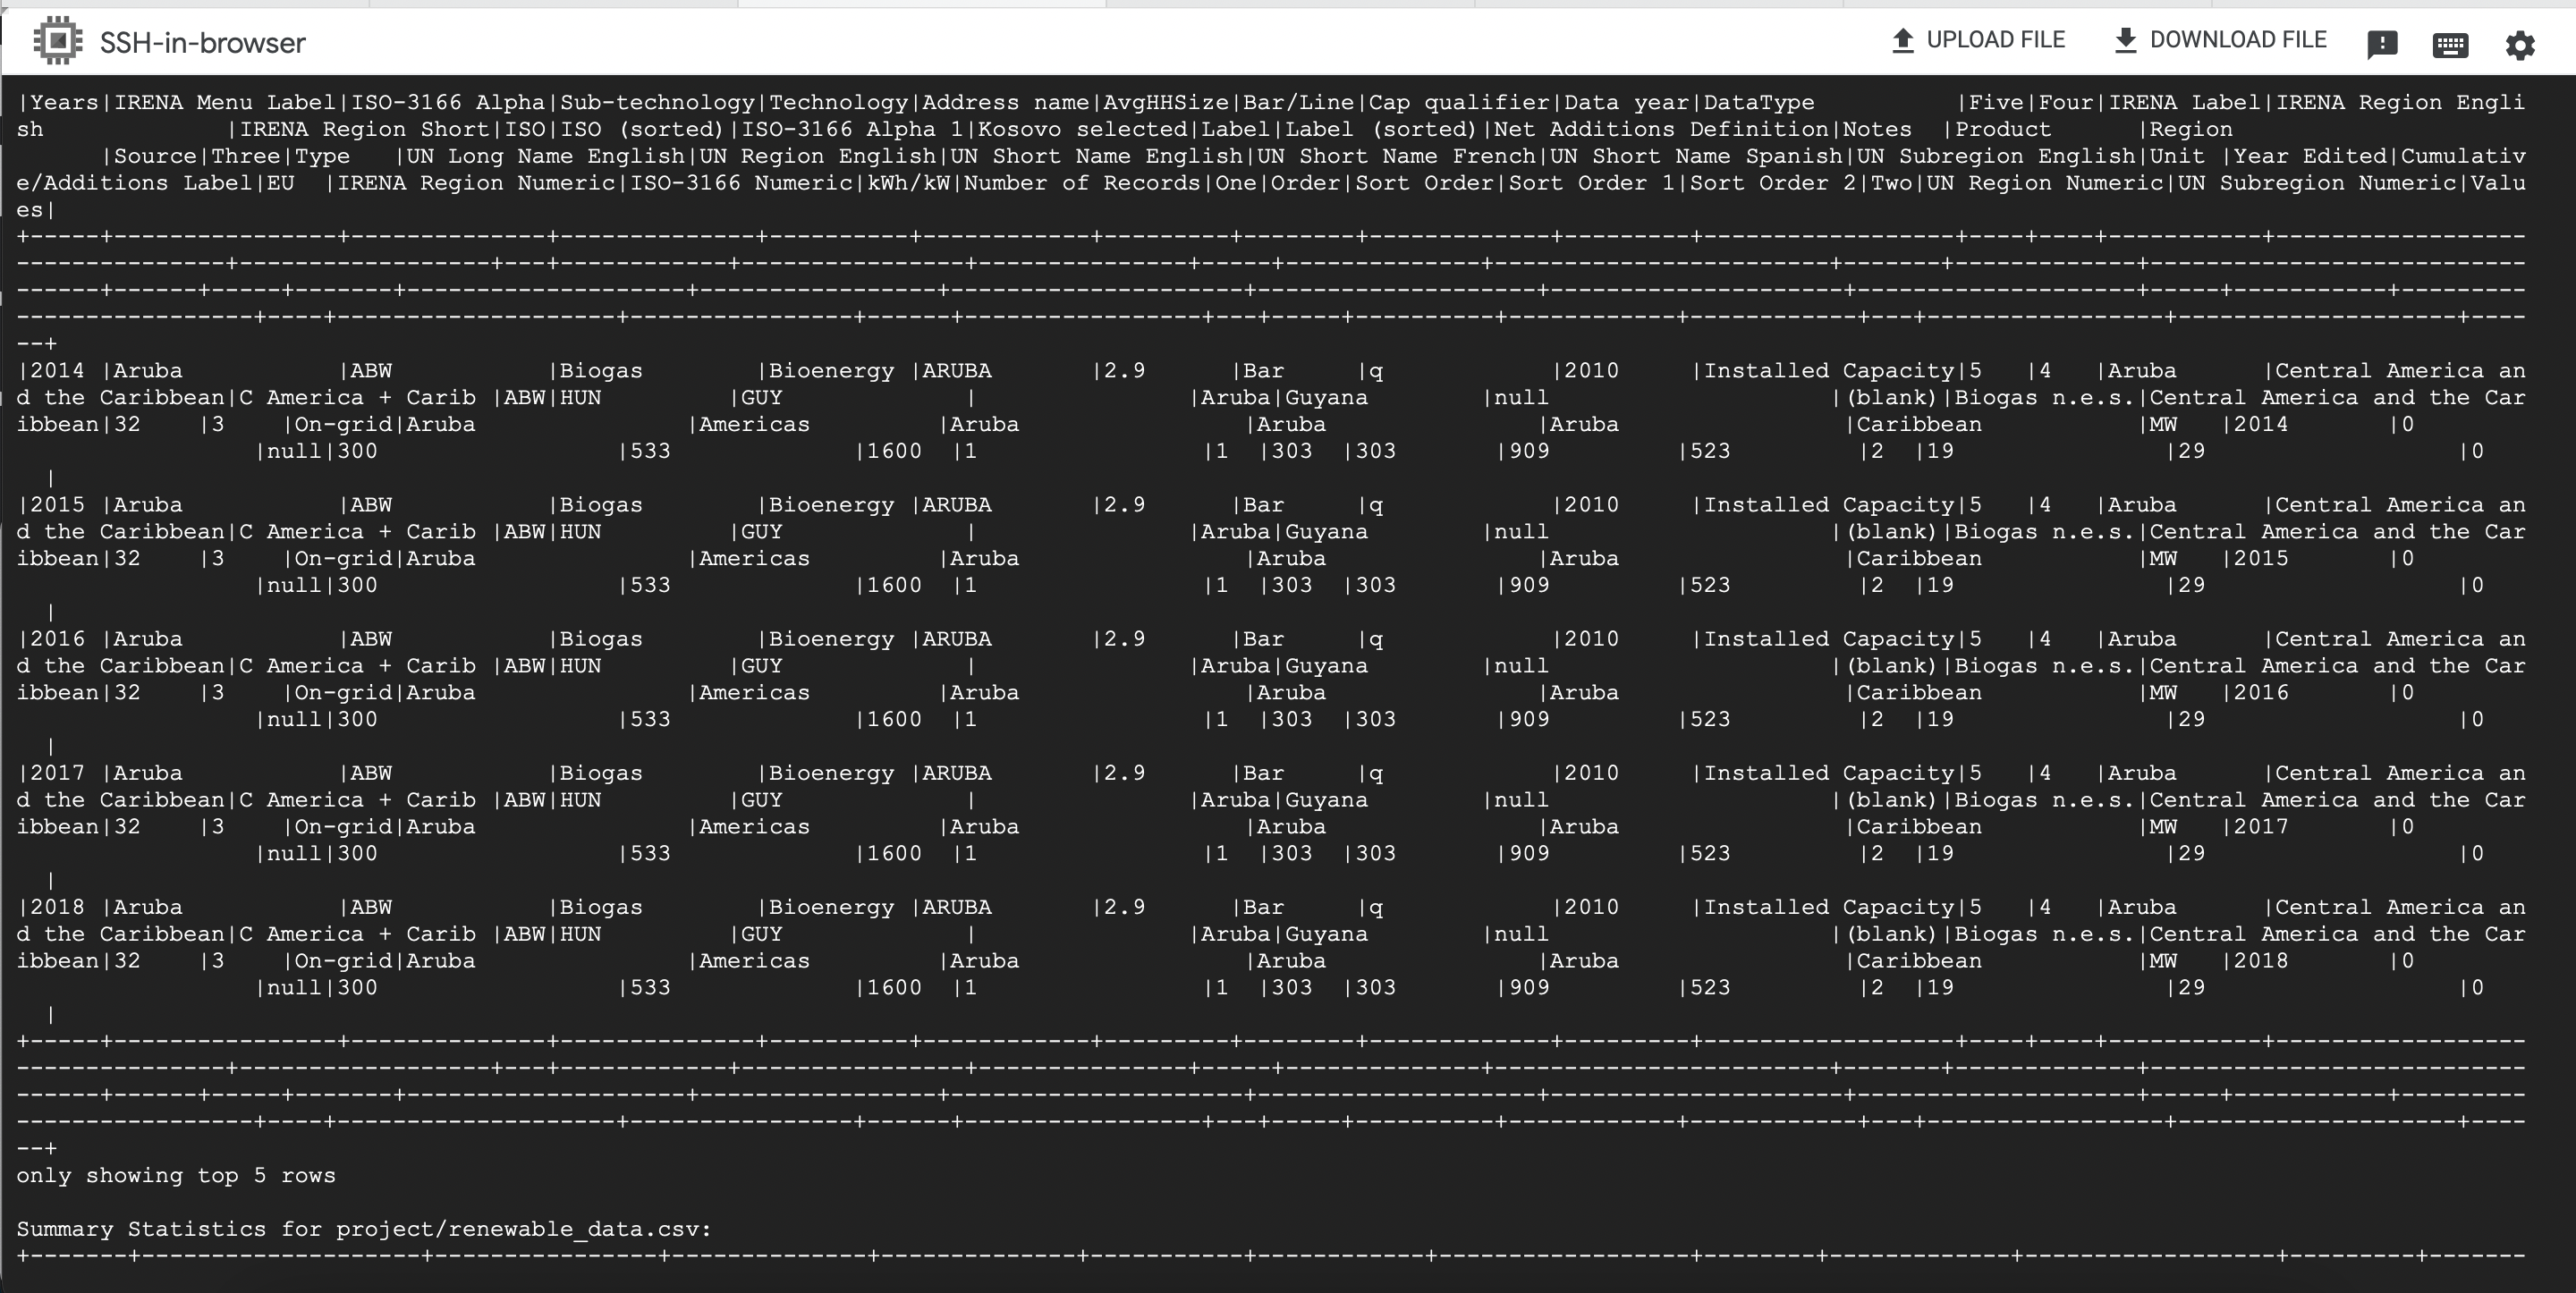 SSH-in-browser
UPLOAD FILE
DOWNLOAD FILE
|Years|IRENA Menu Label|ISO-3166 Alpha|Sub-technology|Technology|Address name|AvgHHSize|Bar/Line|Cap qualifier|Data year|DataType          |Five|Four|IRENA Label|IRENA Region Engli
sh             |IRENA Region Short|ISO|ISO (sorted)|ISO-3166 Alpha 1|Kosovo selected|Label|Label (sorted)|Net Additions Definition|Notes  |Product      |Region
      |Source|Three|Type   |UN Long Name English|UN Region English|UN Short Name English|UN Short Name French|UN Short Name Spanish|UN Subregion English|Unit |Year Edited|Cumulativ
e/Additions Label|EU  |IRENA Region Numeric|ISO-3166 Numeric|kWh/kW|Number of Records|One|Order|Sort Order|Sort Order 1|Sort Order 2|Two|UN Region Numeric|UN Subregion Numeric|Valu
es|
+-----+----------------+--------------+--------------+----------+------------+---------+--------+-------------+---------+------------------+----+----+-----------+------------------
---------------+------------------+---+------------+----------------+---------------+-----+--------------+------------------------+-------+-------------+---------------------------
------+------+-----+-------+--------------------+-----------------+---------------------+--------------------+---------------------+--------------------+-----+-----------+---------
-----------------+----+--------------------+----------------+------+-----------------+---+-----+----------+------------+------------+---+-----------------+--------------------+----
--+
|2014 |Aruba           |ABW           |Biogas        |Bioenergy |ARUBA       |2.9      |Bar     |q            |2010     |Installed Capacity|5   |4   |Aruba      |Central America an
d the Caribbean|C America + Carib |ABW|HUN         |GUY             |               |Aruba|Guyana        |null                    |(blank)|Biogas n.e.s.|Central America and the Car
ibbean|32    |3    |On-grid|Aruba               |Americas         |Aruba                |Aruba               |Aruba                |Caribbean           |MW   |2014       |0
                 |null|300                 |533             |1600  |1                |1  |303  |303       |909         |523         |2  |19               |29                  |0
  |
|2015 |Aruba           |ABW           |Biogas        |Bioenergy |ARUBA       |2.9      |Bar     |q            |2010     |Installed Capacity|5   |4   |Aruba      |Central America an
d the Caribbean|C America + Carib |ABW|HUN         |GUY             |               |Aruba|Guyana        |null                    |(blank)|Biogas n.e.s.|Central America and the Car
ibbean|32    |3    |On-grid|Aruba               |Americas         |Aruba                |Aruba               |Aruba                |Caribbean           |MW   |2015       |0
                 |null|300                 |533             |1600  |1                |1  |303  |303       |909         |523         |2  |19               |29                  |0
  |
|2016 |Aruba           |ABW           |Biogas        |Bioenergy |ARUBA       |2.9      |Bar     |q            |2010     |Installed Capacity|5   |4   |Aruba      |Central America an
d the Caribbean|C America + Carib |ABW|HUN         |GUY             |               |Aruba|Guyana        |null                    |(blank)|Biogas n.e.s.|Central America and the Car
ibbean|32    |3    |On-grid|Aruba               |Americas         |Aruba                |Aruba               |Aruba                |Caribbean           |MW   |2016       |0
                 |null|300                 |533             |1600  |1                |1  |303  |303       |909         |523         |2  |19               |29                  |0
  |
|2017 |Aruba           |ABW           |Biogas        |Bioenergy |ARUBA       |2.9      |Bar     |q            |2010     |Installed Capacity|5   |4   |Aruba      |Central America an
d the Caribbean|C America + Carib |ABW|HUN         |GUY             |               |Aruba|Guyana        |null                    |(blank)|Biogas n.e.s.|Central America and the Car
ibbean|32    |3    |On-grid|Aruba               |Americas         |Aruba                |Aruba               |Aruba                |Caribbean           |MW   |2017       |0
                 |null|300                 |533             |1600  |1                |1  |303  |303       |909         |523         |2  |19               |29                  |0
  |
|2018 |Aruba           |ABW           |Biogas        |Bioenergy |ARUBA       |2.9      |Bar     |q            |2010     |Installed Capacity|5   |4   |Aruba      |Central America an
d the Caribbean|C America + Carib |ABW|HUN         |GUY             |               |Aruba|Guyana        |null                    |(blank)|Biogas n.e.s.|Central America and the Car
ibbean|32    |3    |On-grid|Aruba               |Americas         |Aruba                |Aruba               |Aruba                |Caribbean           |MW   |2018       |0
                 |null|300                 |533             |1600  |1                |1  |303  |303       |909         |523         |2  |19               |29                  |0
  |
+-----+----------------+--------------+--------------+----------+------------+---------+--------+-------------+---------+------------------+----+----+-----------+------------------
---------------+------------------+---+------------+----------------+---------------+-----+--------------+------------------------+-------+-------------+---------------------------
------+------+-----+-------+--------------------+-----------------+---------------------+--------------------+---------------------+--------------------+-----+-----------+---------
-----------------+----+--------------------+----------------+------+-----------------+---+-----+----------+------------+------------+---+-----------------+--------------------+----
--+
only showing top 5 rows
Summary Statistics for project/renewable_data.csv:
+-------+--------------------+----------------+--------------+--------------+-----------+------------+------------------+--------+-------------+------------------+---------+-------